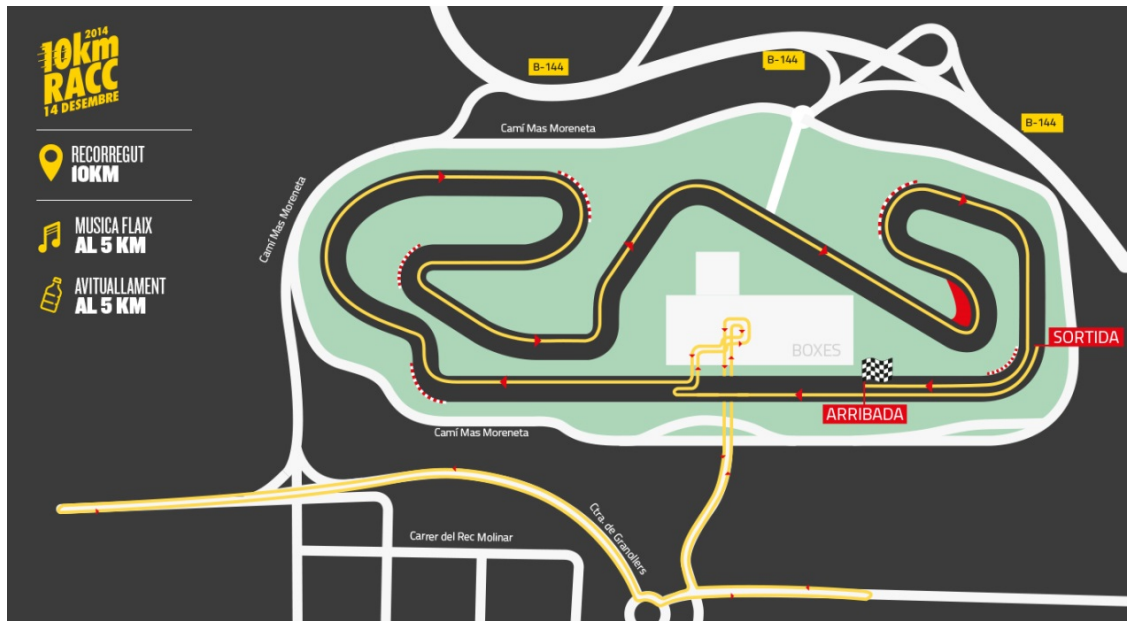 2014
10km
RACC
14 DESEMBRE
RECORREGUT
10KM
MUSICA FLAIX
AL 5 KM
AVITUALLAMENT
AL 5 KM
B-144
B-144
B-144
Camí Mas Moreneta
Camí Mas Moreneta
SORTIDA
BOXES
ARRIBADA
Camí Mas Moreneta
Ctra. de Granollers
Carrer del Rec Molinar